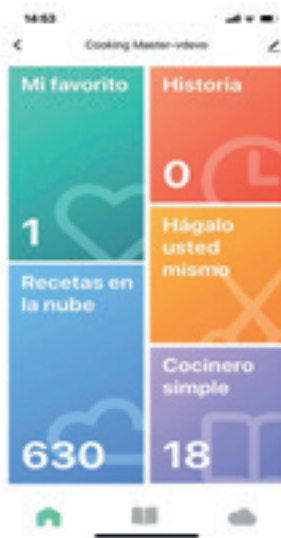 14:53
Cooking Master-vdevo
Mi favorito
1
Historia
0
Hágalo
usted
mismo
Recetas en
la nube
630
Cocinero
simple
18